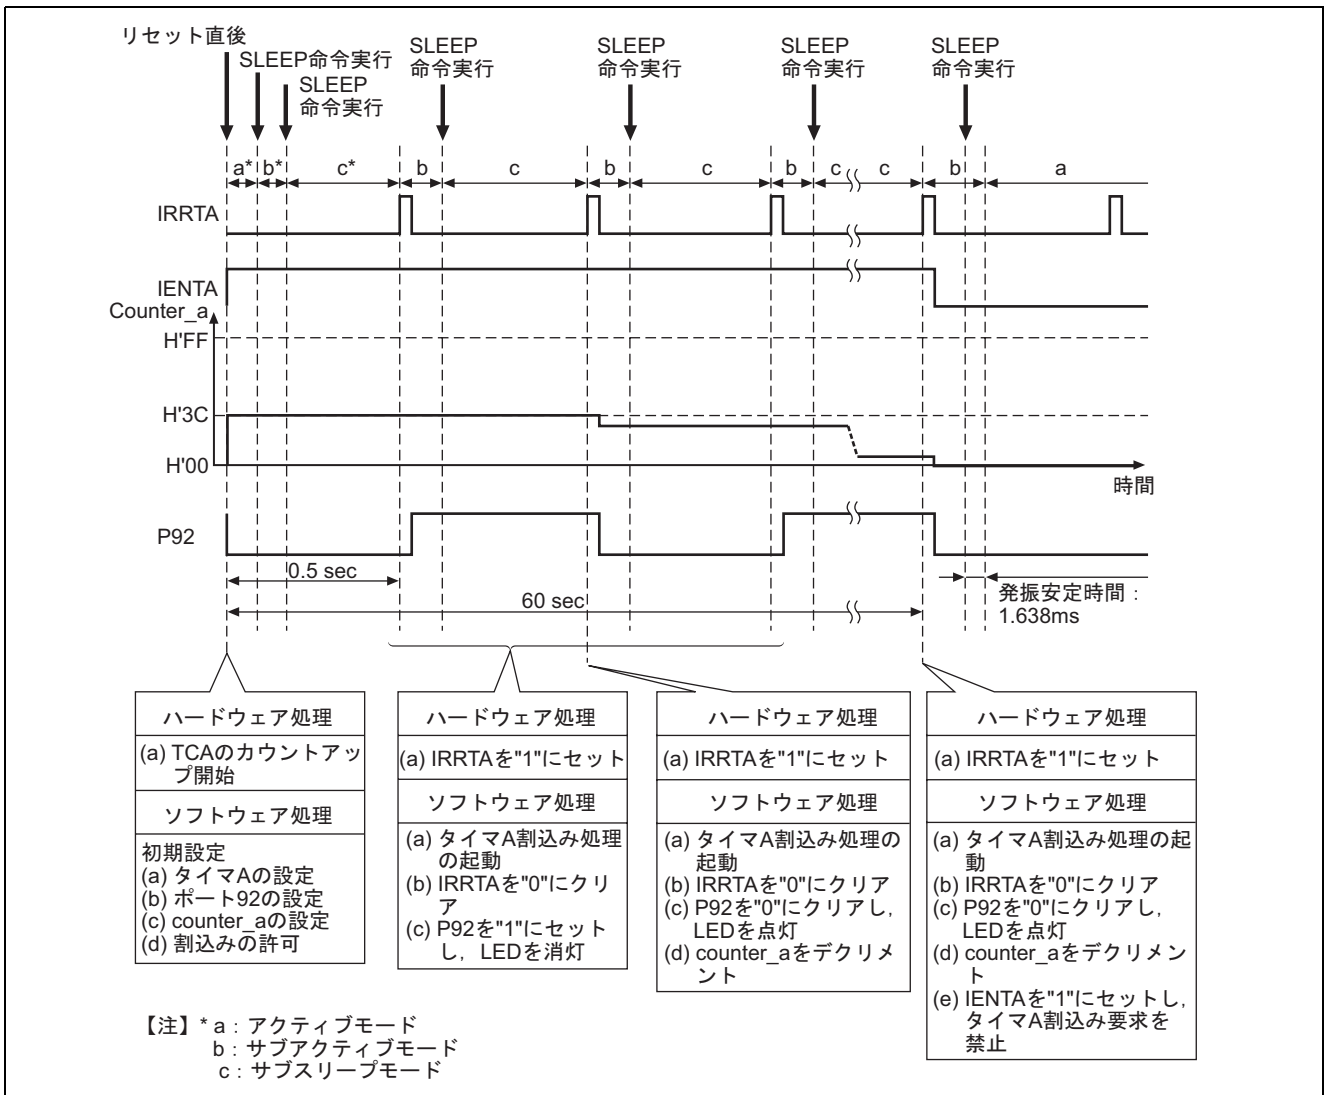 リセット直後
SLEEP命令実行
SLEEP
命令実行
SLEEP
命令実行
SLEEP
命令実行
SLEEP
命令実行
SLEEP
命令実行
a* b* c* b c b c b c c b a
IRRTA
IENTA
Counter_a
H'FF
H'3C
H'00
時間
P92
0.5 sec
60 sec
発振安定時間：
1.638ms
ハードウェア処理
(a) TCAのカウントアッ
プ開始
ソフトウェア処理
初期設定
(a) タイマAの設定
(b) ポート92の設定
(c) counter_aの設定
(d) 割込みの許可
ハードウェア処理
(a) IRRTAを"1"にセット
ソフトウェア処理
(a) タイマA割込み処理
の起動
(b) IRRTAを"0"にクリ
ア
(c) P92を"1"にセット
し，LEDを消灯
ハードウェア処理
(a) IRRTAを"1"にセット
ソフトウェア処理
(a) タイマA割込み処理の
起動
(b) IRRTAを"0"にクリア
(c) P92を"0"にクリアし，
LEDを点灯
(d) counter_aをデクリメ
ント
ハードウェア処理
(a) IRRTAを"1"にセット
ソフトウェア処理
(a) タイマA割込み処理の起
動
(b) IRRTAを"0"にクリア
(c) P92を"0"にクリアし，
LEDを点灯
(d) counter_aをデクリメン
ト
(e) IENTAを"1"にセットし，
タイマA割込み要求を
禁止
【注】* a：アクティブモード
b：サブアクティブモード
c：サブスリープモード